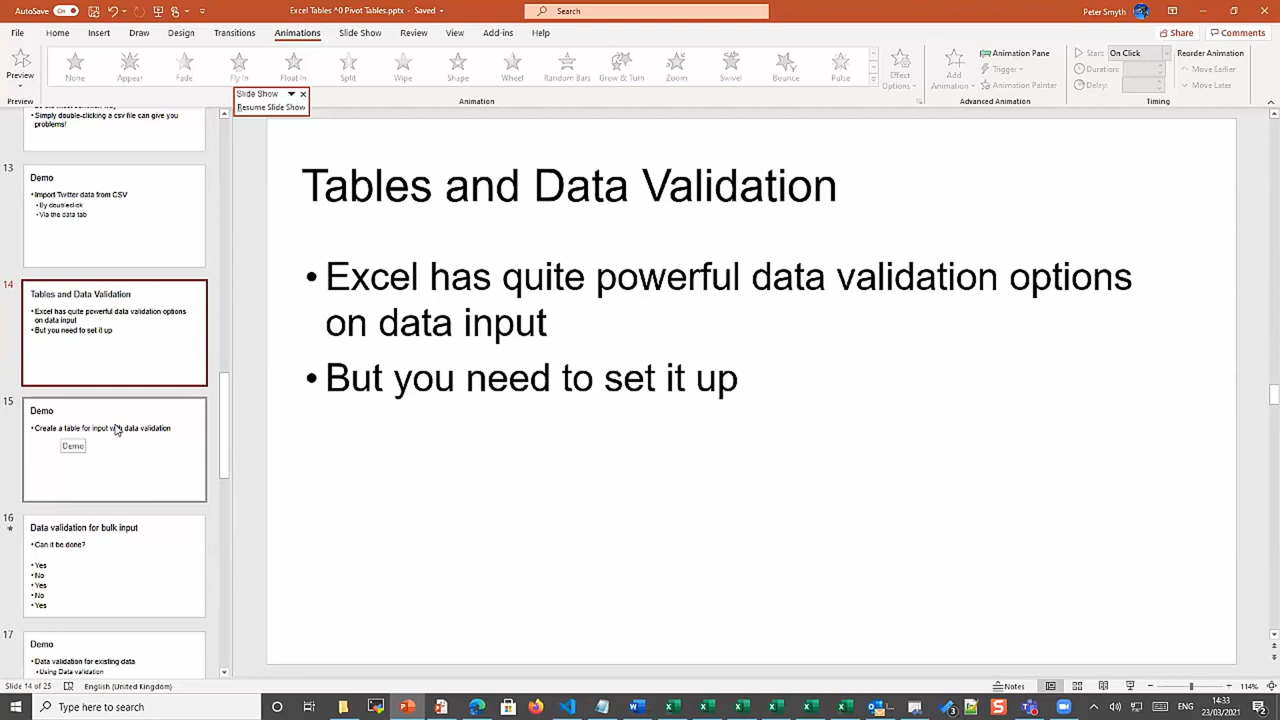 AutoSave On
Excel Tables ^0 Pivot Tables.pptx - Saved
Search
Peter Smyth
File Home Insert Draw Design Transitions Animations Slide Show Review View Add-ins Help
Share
Comments
Preview
None Appear Fade Fly In Float In Split Wipe Shape Wheel Random Bars Grow & Turn Zoom Swivel Bounce Pulse
Effect
Options
Add
Animation
Animation Pane
Trigger
Animation Painter
Start: On Click
Duration:
Delay:
Reorder Animation
Move Earlier
Move Later
Preview
Animation
Advanced Animation
Timing
Slide Show
Resume Slide Show
• Simply double-clicking a csv file can give you
problems!
13
Demo
• Import Twitter data from CSV
• By doubleclick
• Via the data tab
14
Tables and Data Validation
• Excel has quite powerful data validation options
on data input
• But you need to set it up
15
Demo
• Create a table for input with data validation
Demo
16
Data validation for bulk input
• Can it be done?
• Yes
• No
• Yes
• No
• Yes
17
Demo
• Data validation for existing data
• Using Data validation
Tables and Data Validation
• Excel has quite powerful data validation options
on data input
• But you need to set it up
Slide 14 of 25
English (United Kingdom)
Notes
114%
Type here to search
14:33
23/03/2021